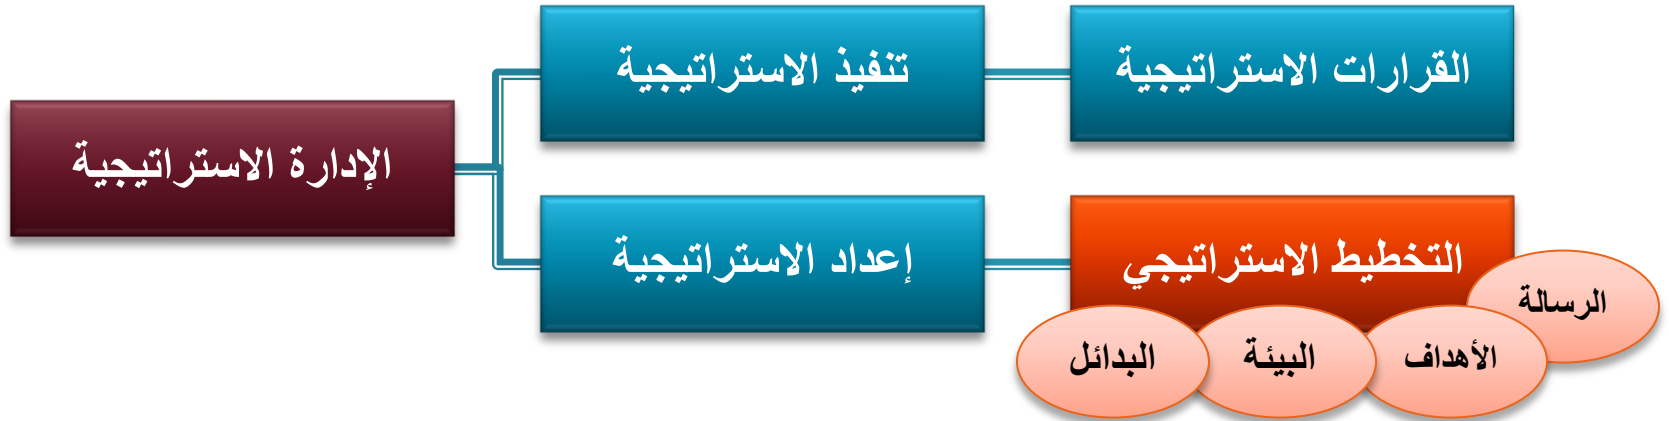 الإدارة الاستراتيجية
تنفيذ الاستراتيجية
القرارات الاستراتيجية
إعداد الاستراتيجية
التخطيط الاستراتيجي
الرسالة
الأهداف
البيئة
البدائل